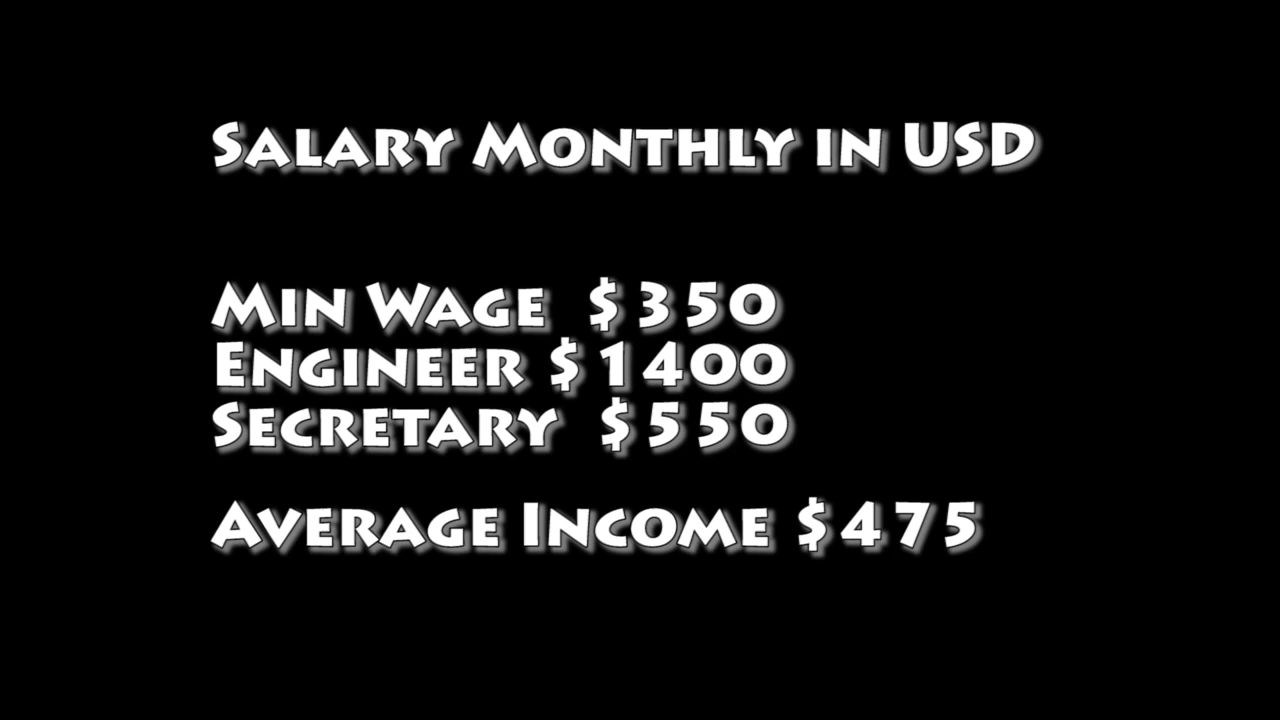 Salary Monthly in USD
Min Wage $350
Engineer $1400
Secretary $550
Average Income $475